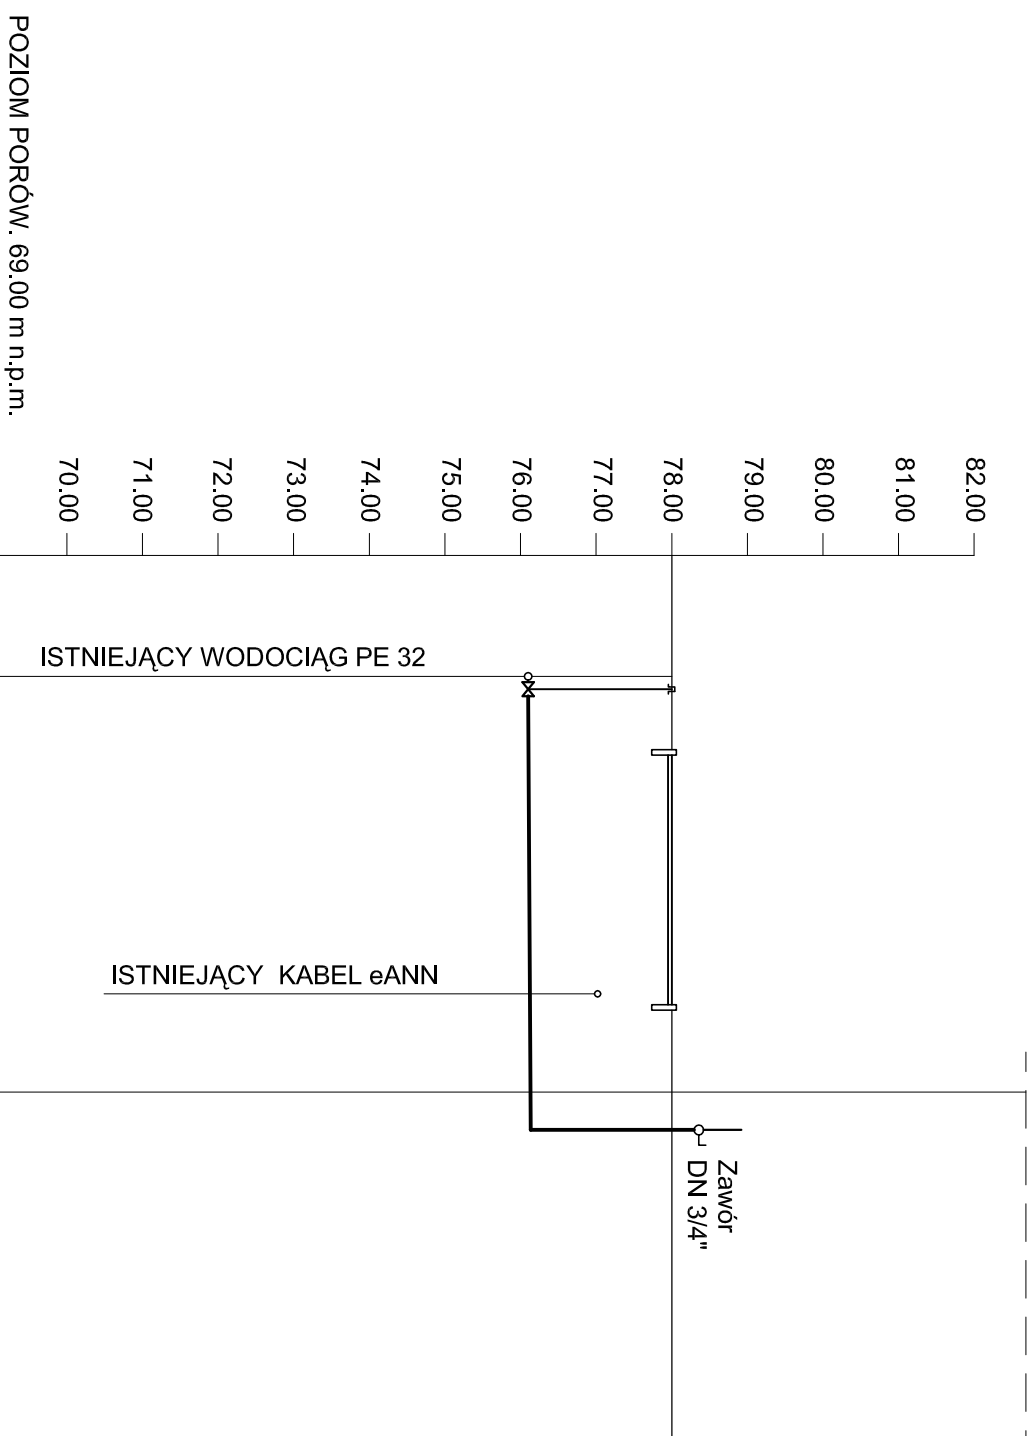 82.00
81.00
80.00
79.00
78.00
77.00
76.00
75.00
74.00
73.00
72.00
71.00
70.00
POZIOM PORÓW. 69.00 m n.p.m.
ISTNIEJĄCY WODOCIĄG PE 32
ISTNIEJĄCY KABEL eANN
Zawór
DN 3/4"